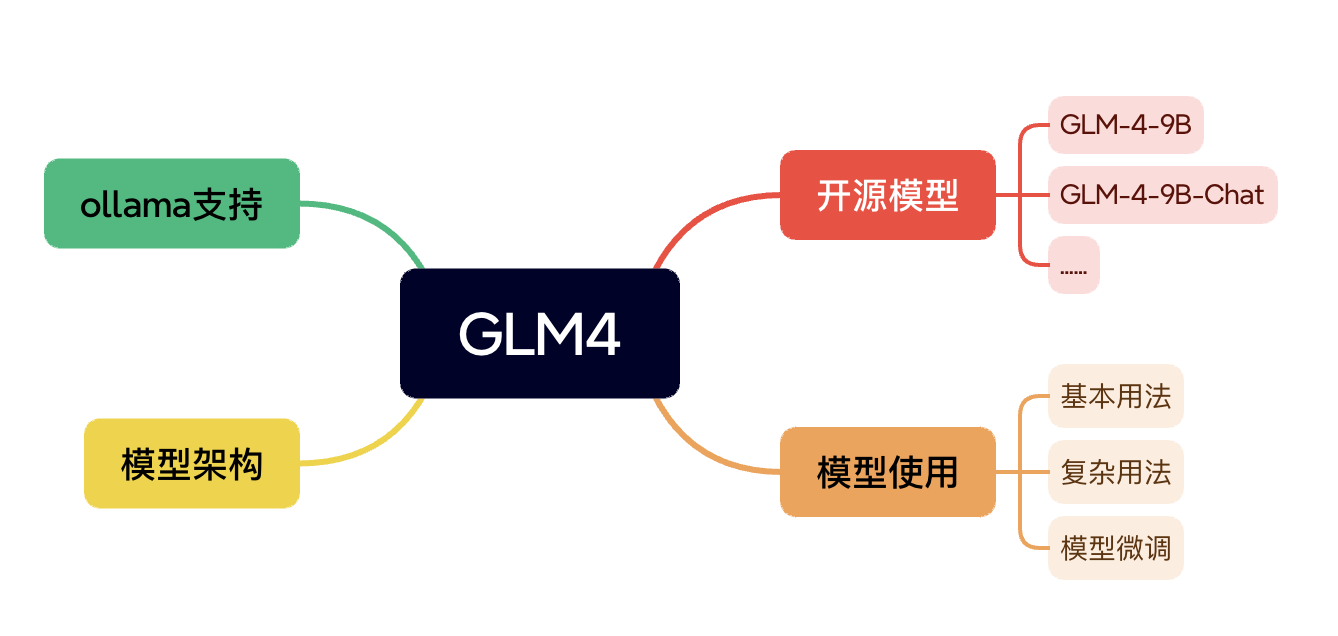 GLM4
开源模型
GLM-4-9B
GLM-4-9B-Chat
......
模型使用
基本用法
复杂用法
模型微调
ollama支持
模型架构